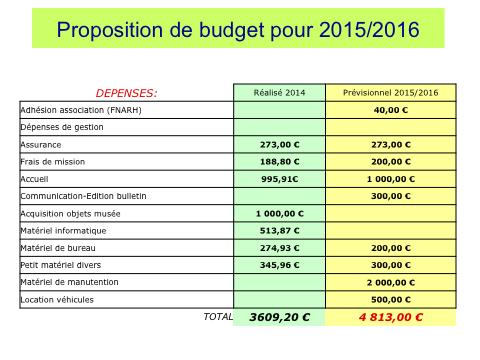 Proposition de budget pour 2015/2016
DEPENSES: Réalisé 2014 Prévisionnel 2015/2016
Adhésion association (FNARH) 40,00 €
Dépenses de gestion
Assurance 273,00 € 273,00 €
Frais de mission 188,80 € 200,00 €
Accueil 995,91€ 1 000,00 €
Communication-Edition bulletin 300,00 €
Acquisition objets musée 1 000,00 €
Matériel informatique 513,87 €
Matériel de bureau 274,93 € 200,00 €
Petit matériel divers 345,96 € 300,00 €
Matériel de manutention 2 000,00 €
Location véhicules 500,00 €
TOTAL 3609,20 € 4 813,00 €